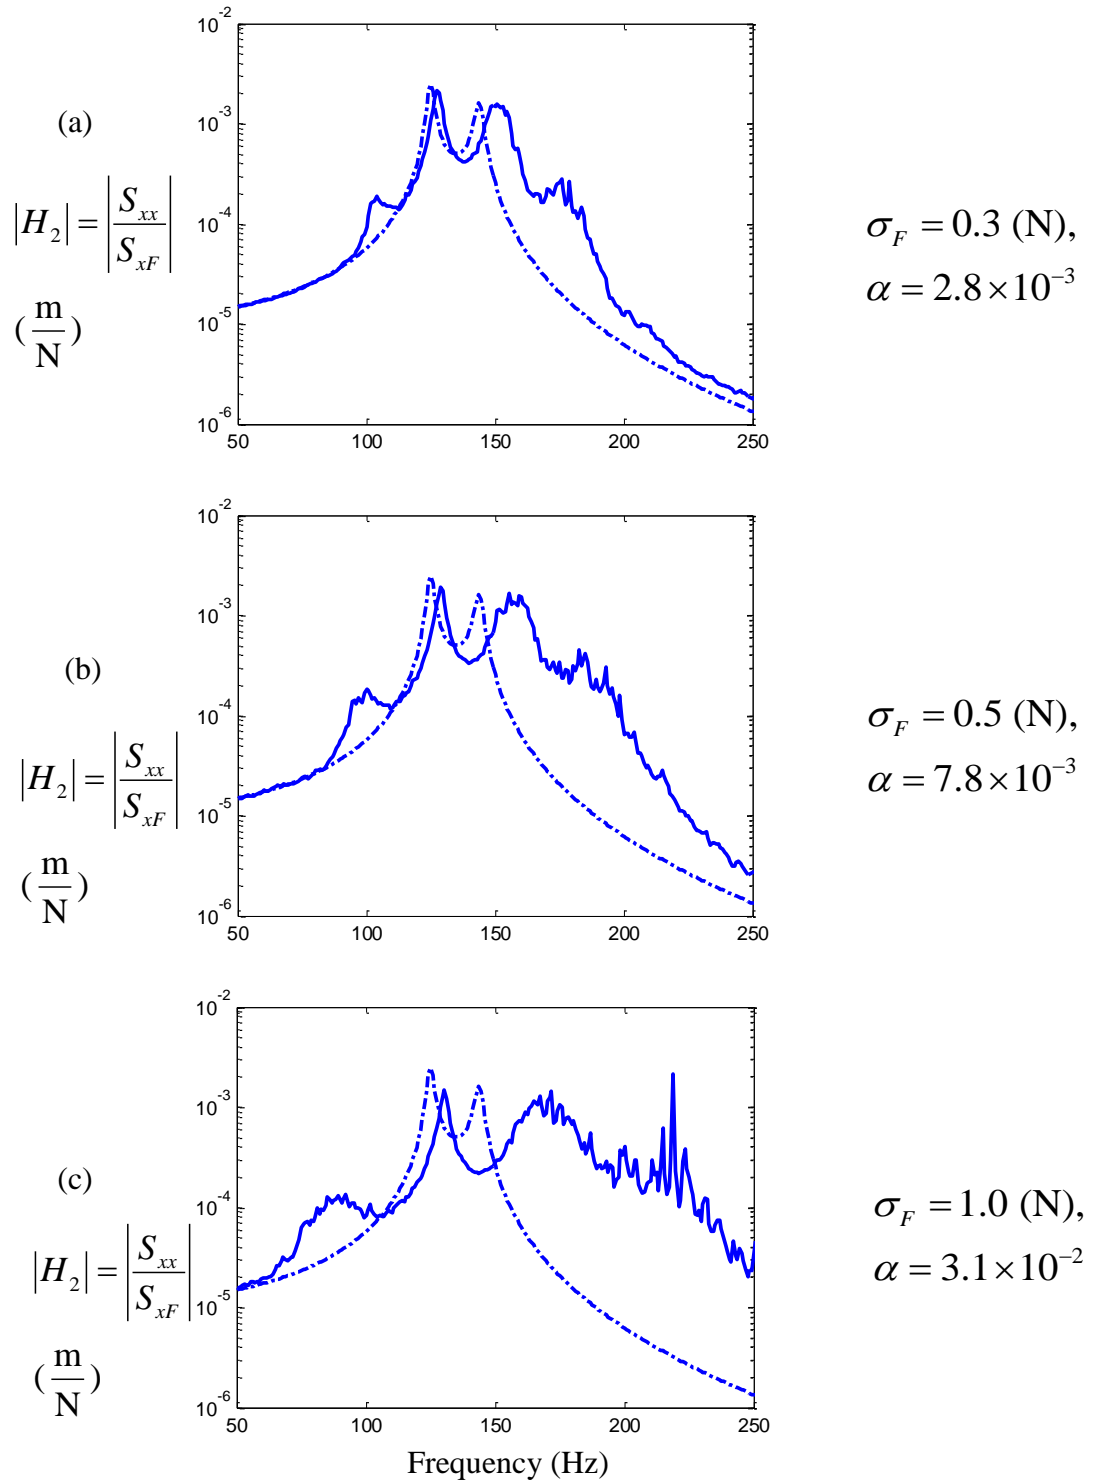 (a)
|H₂| = |Sₓₓ / SₓF|
(m/N)
10⁻²
10⁻³
10⁻⁴
10⁻⁵
10⁻⁶
50 100 150 200 250
σ_F = 0.3 (N),
α = 2.8×10⁻³
(b)
|H₂| = |Sₓₓ / SₓF|
(m/N)
10⁻²
10⁻³
10⁻⁴
10⁻⁵
10⁻⁶
50 100 150 200 250
σ_F = 0.5 (N),
α = 7.8×10⁻³
(c)
|H₂| = |Sₓₓ / SₓF|
(m/N)
10⁻²
10⁻³
10⁻⁴
10⁻⁵
10⁻⁶
50 100 150 200 250
Frequency (Hz)
σ_F = 1.0 (N),
α = 3.1×10⁻²